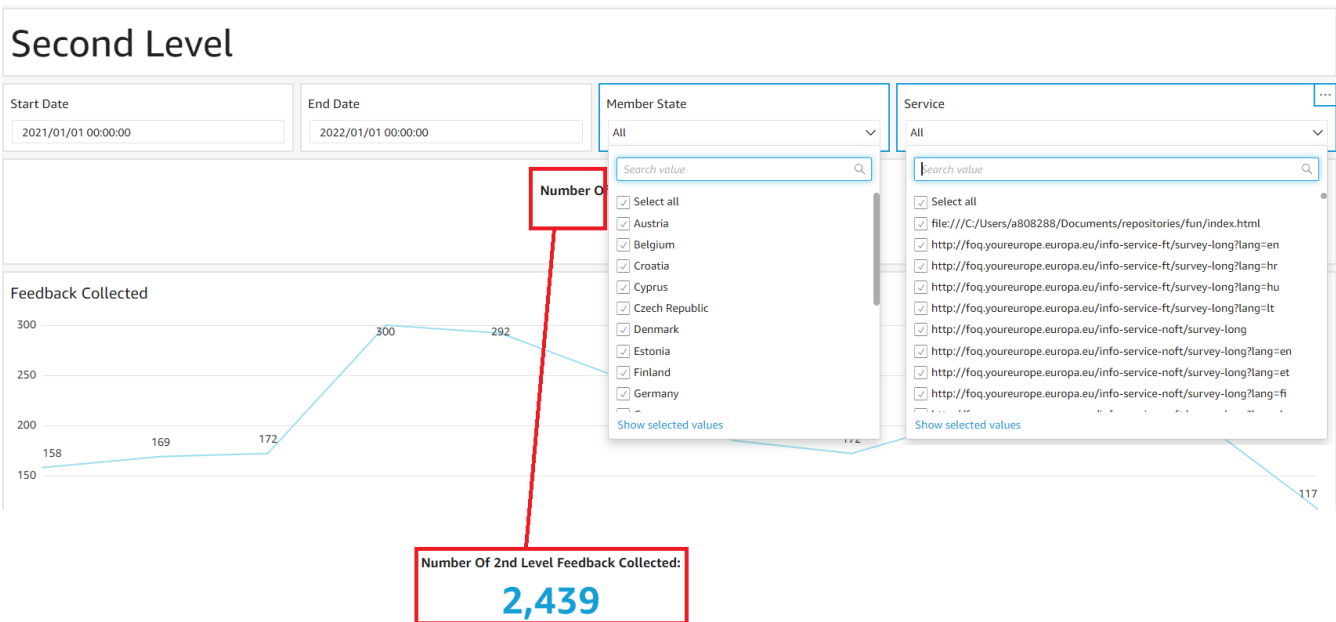 Second Level
Start Date
2021/01/01 00:00:00
End Date
2022/01/01 00:00:00
Member State
All
Search value
Select all
Austria
Belgium
Croatia
Cyprus
Czech Republic
Denmark
Estonia
Finland
Germany
Show selected values
Service
...
All
Search value
Select all
file:///C:/Users/a808288/Documents/repositories/fun/index.html
http://foq.youreurope.europa.eu/info-service-ft/survey-long?lang=en
http://foq.youreurope.europa.eu/info-service-ft/survey-long?lang=hr
http://foq.youreurope.europa.eu/info-service-ft/survey-long?lang=hu
http://foq.youreurope.europa.eu/info-service-ft/survey-long?lang=lt
http://foq.youreurope.europa.eu/info-service-noft/survey-long
http://foq.youreurope.europa.eu/info-service-noft/survey-long?lang=en
http://foq.youreurope.europa.eu/info-service-noft/survey-long?lang=et
http://foq.youreurope.europa.eu/info-service-noft/survey-long?lang=fi
Show selected values
Number O
Feedback Collected
300
250
200
150
158
169
172
300
292
172
117
Number Of 2nd Level Feedback Collected:
2,439